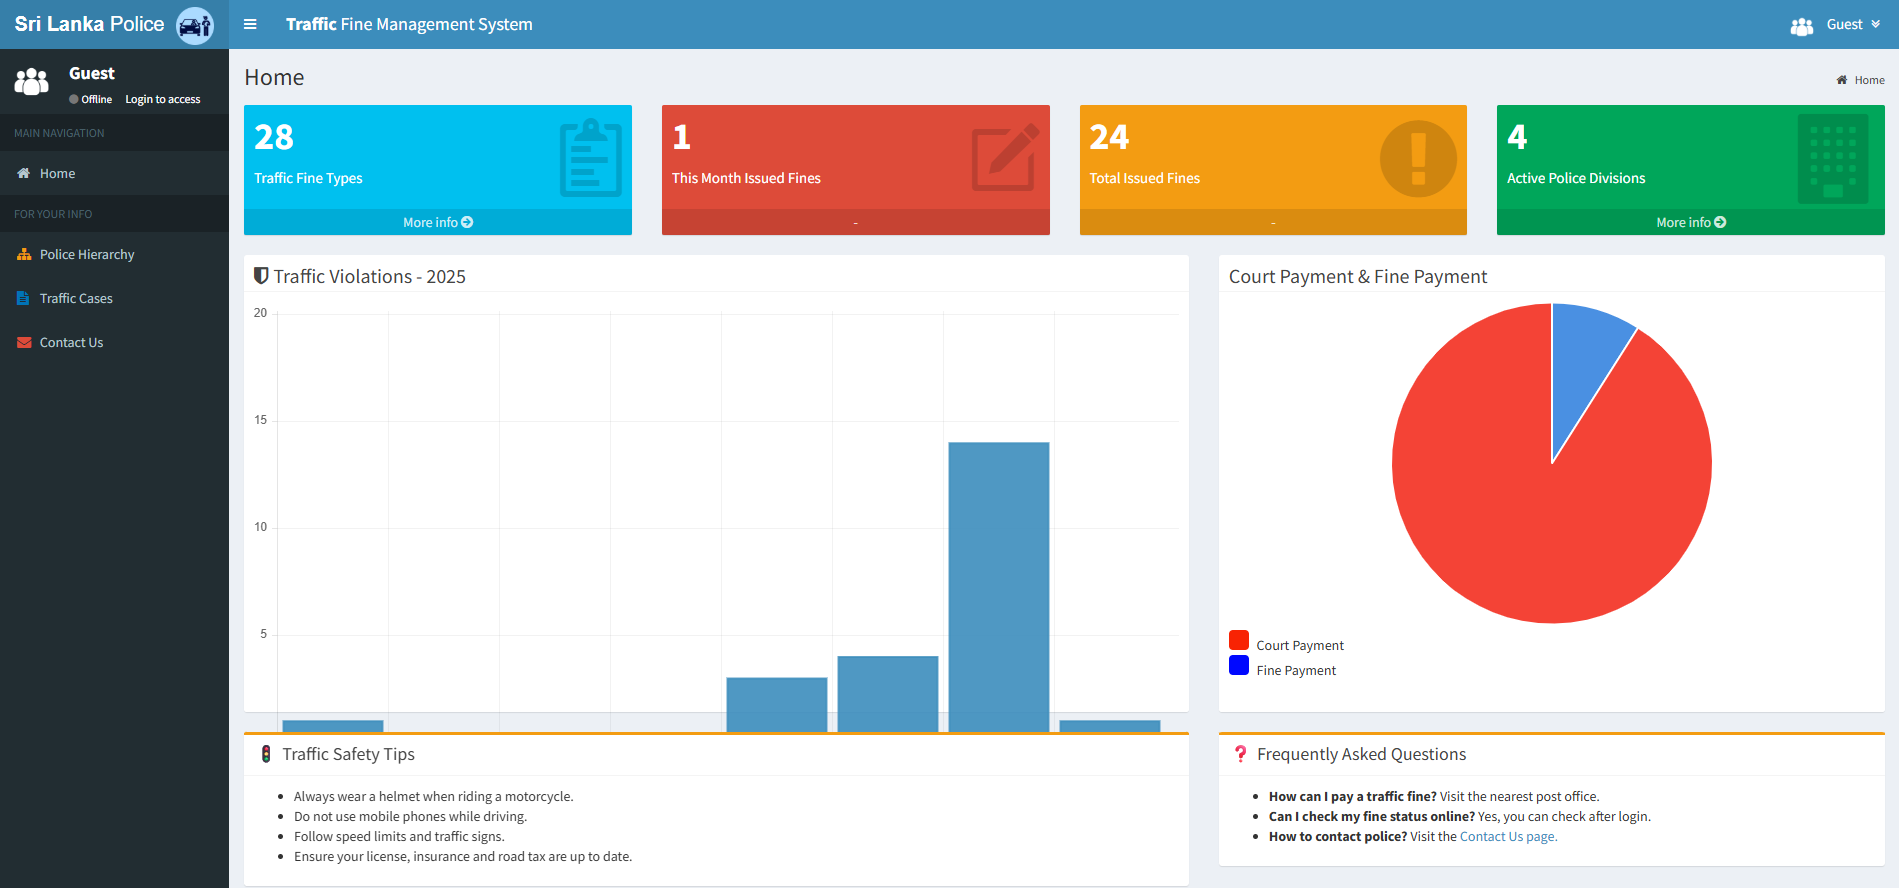 Sri Lanka Police
Traffic Fine Management System
Guest
Guest
Offline Login to access
MAIN NAVIGATION
Home
FOR YOUR INFO
Police Hierarchy
Traffic Cases
Contact Us
Home
Home
28
Traffic Fine Types
More info
1
This Month Issued Fines
-
24
Total Issued Fines
-
4
Active Police Divisions
More info
Traffic Violations - 2025
20
15
10
5
Court Payment & Fine Payment
Court Payment
Fine Payment
Traffic Safety Tips
Always wear a helmet when riding a motorcycle.
Do not use mobile phones while driving.
Follow speed limits and traffic signs.
Ensure your license, insurance and road tax are up to date.
Frequently Asked Questions
How can I pay a traffic fine? Visit the nearest post office.
Can I check my fine status online? Yes, you can check after login.
How to contact police? Visit the Contact Us page.